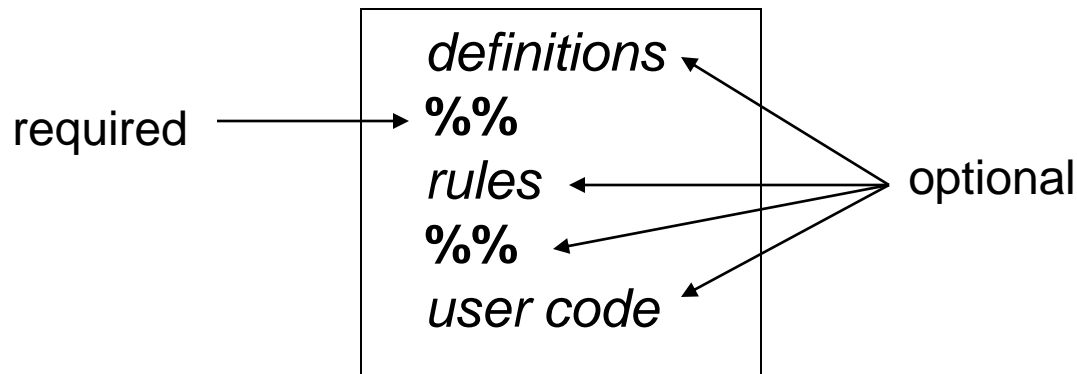 definitions
required
%%
rules
optional
%%
user code